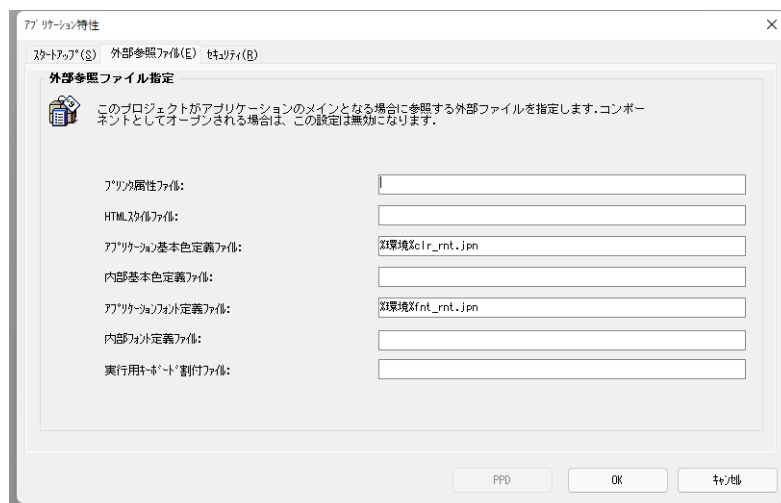 アプリケーション特性
スタートアップ(S) 外部参照ファイル(E) セキュリティ(R)
外部参照ファイル指定
このプロジェクトがアプリケーションのメインとなる場合に参照する外部ファイルを指定します.コンポー
ネントとしてオープンされる場合は、この設定は無効になります.
プリンタ属性ファイル:
HTMLスタイルファイル:
アプリケーション基本色定義ファイル: %環境%clr_rnt.jpn
内部基本色定義ファイル:
アプリケーションフォント定義ファイル: %環境%fnt_rnt.jpn
内部フォント定義ファイル:
実行用キーボード割付ファイル:
PPD OK キャンセル